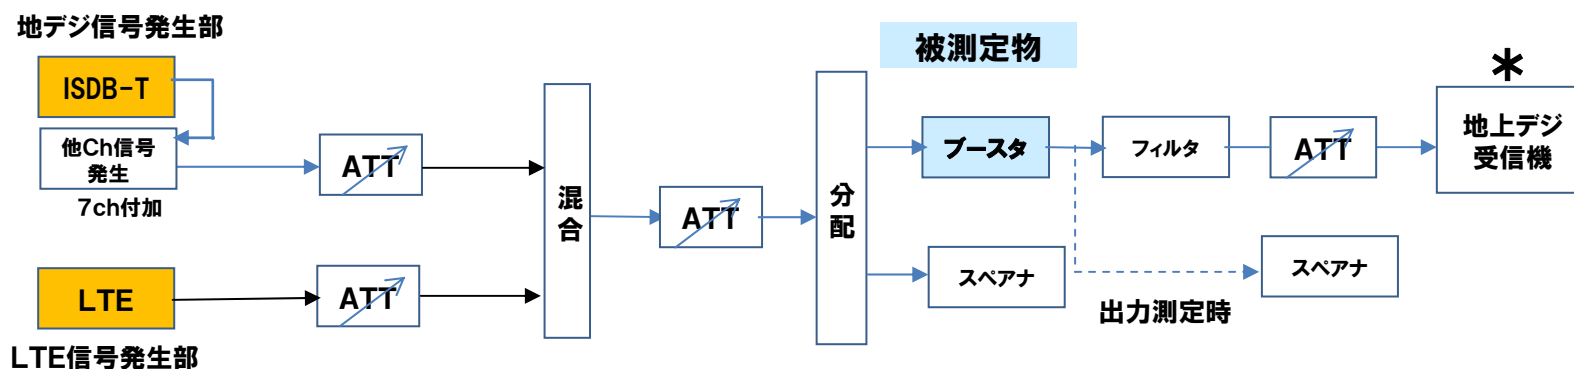 地デジ信号発生部
ISDB-T
他Ch信号
発生
7ch付加
ATT
LTE
LTE信号発生部
ATT
混
合
ATT
分
配
被測定物
ブースタ
フィルタ
ATT
*
地上デジ
受信機
スペアナ
スペアナ
出力測定時